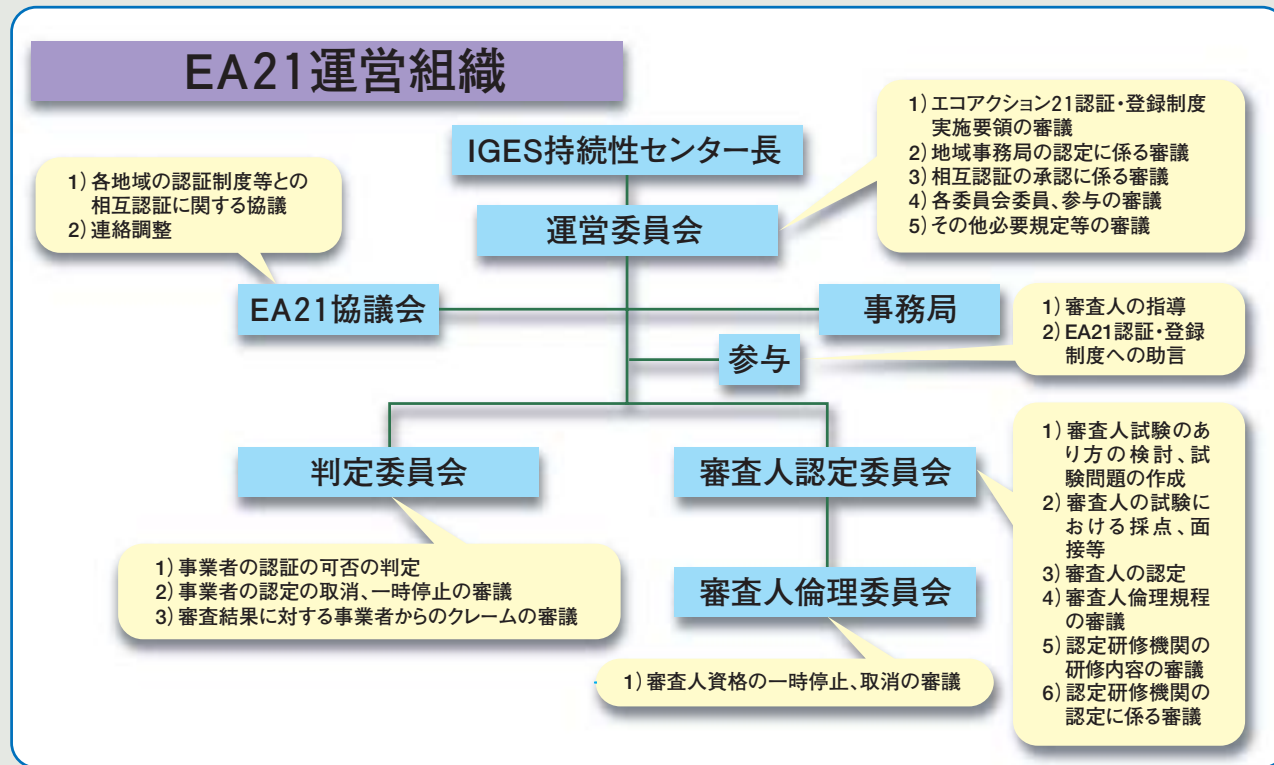 EA21運営組織
IGES持続性センター長
1) エコアクション21認証・登録制度
実施要領の審議
2) 地域事務局の認定に係る審議
3) 相互認証の承認に係る審議
4) 各委員会委員、参与の審議
5) その他必要規定等の審議
1) 各地域の認証制度等との
相互認証に関する協議
2) 連絡調整
運営委員会
EA21協議会
事務局
1) 審査人の指導
2) EA21認証・登録
制度への助言
参与
判定委員会
審査人認定委員会
1) 審査人試験のあ
り方の検討、試
験問題の作成
2) 審査人の試験に
おける採点、面
接等
3) 審査人の認定
4) 審査人倫理規程
の審議
5) 認定研修機関の
研修内容の審議
6) 認定研修機関の
認定に係る審議
1) 事業者の認証の可否の判定
2) 事業者の認定の取消、一時停止の審議
3) 審査結果に対する事業者からのクレームの審議
審査人倫理委員会
1) 審査人資格の一時停止、取消の審議